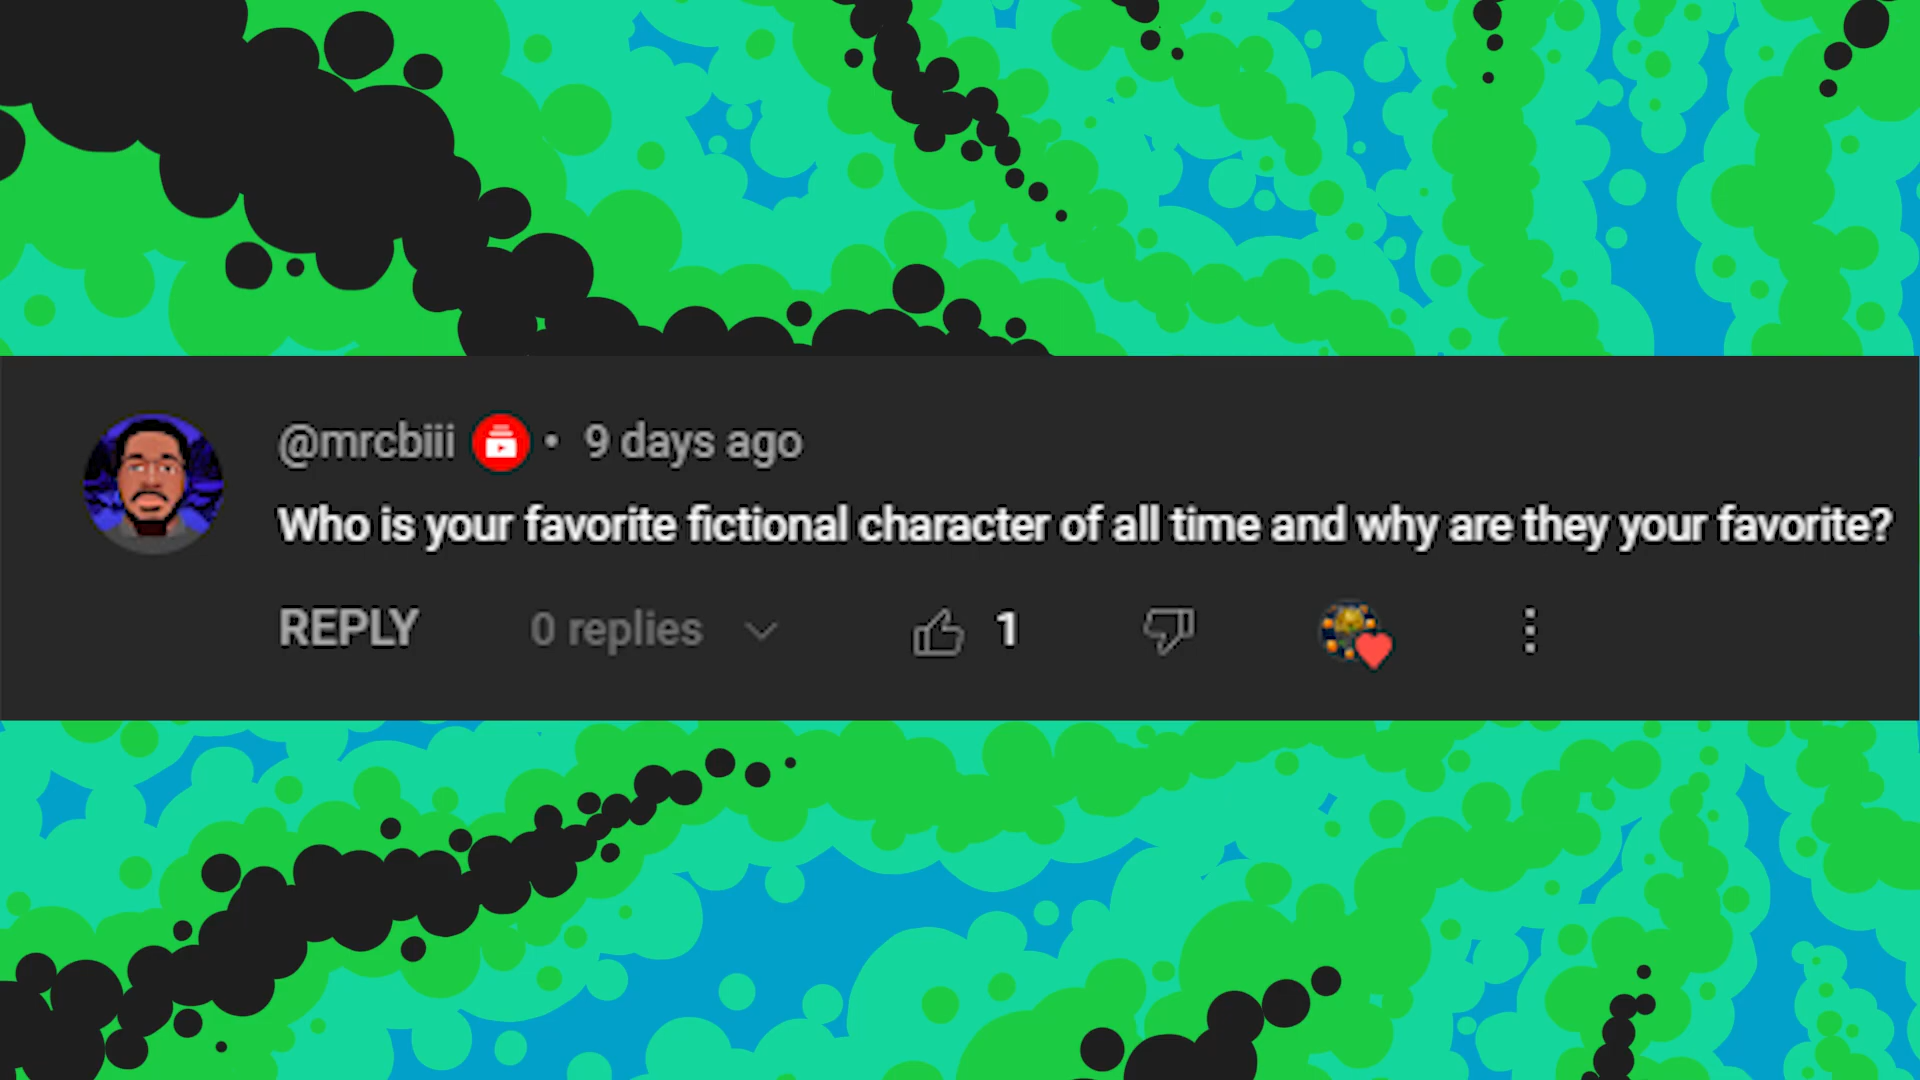 @mrcbiii • 9 days ago
Who is your favorite fictional character of all time and why are they your favorite?
REPLY 0 replies 1